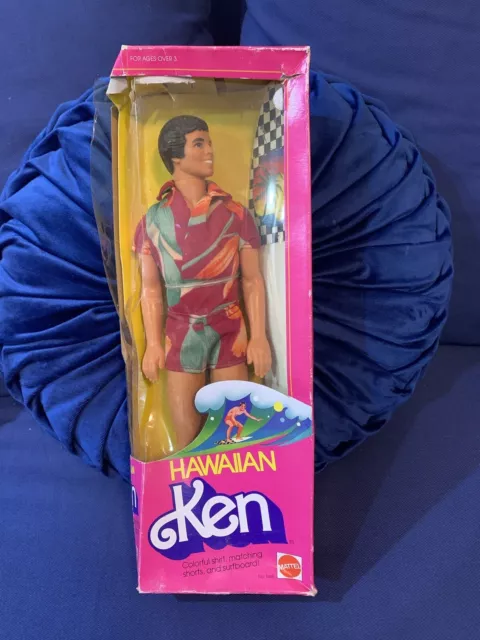 FOR AGES OVER 3
HAWAIIAN
Ken
Colorful shirt, matching
shorts, and surfboard!
MATTEL